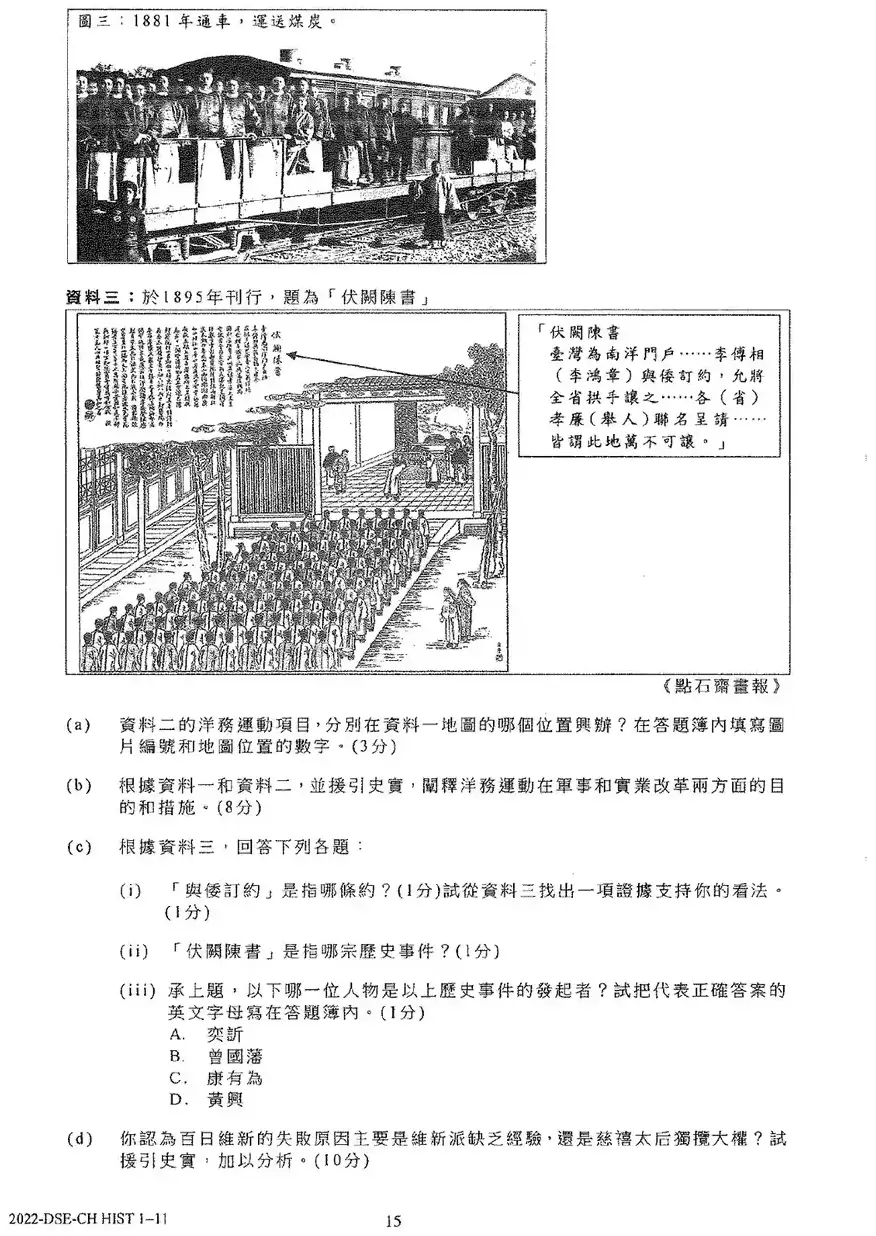 圖三：1881年通車，運送煤炭。
資料三：於1895年刊行，題為「伏闕陳書」
伏闕陳書
「伏闕陳書
臺灣為南洋門戶……李傅相
（李鴻章）與倭訂約，允將
全省拱手讓之……各（省）
孝廉（舉人）聯名呈請……
皆謂此地萬不可讓。」
《點石齋畫報》
(a) 資料二的洋務運動項目，分別在資料一地圖的哪個位置興辦？在答題簿內填寫圖
片編號和地圖位置的數字。(3分)
(b) 根據資料一和資料二，並援引史實，闡釋洋務運動在軍事和實業改革兩方面的目
的和措施。(8分)
(c) 根據資料三，回答下列各題：
(i) 「與倭訂約」是指哪條約？(1分)試從資料三找出一項證據支持你的看法。
(1分)
(ii) 「伏闕陳書」是指哪宗歷史事件？(1分)
(iii) 承上題，以下哪一位人物是以上歷史事件的發起者？試把代表正確答案的
英文字母寫在答題簿內。(1分)
A. 奕訢
B. 曾國藩
C. 康有為
D. 黃興
(d) 你認為百日維新的失敗原因主要是維新派缺乏經驗，還是慈禧太后獨攬大權？試
援引史實，加以分析。(10分)
2022-DSE-CH HIST 1–11
15